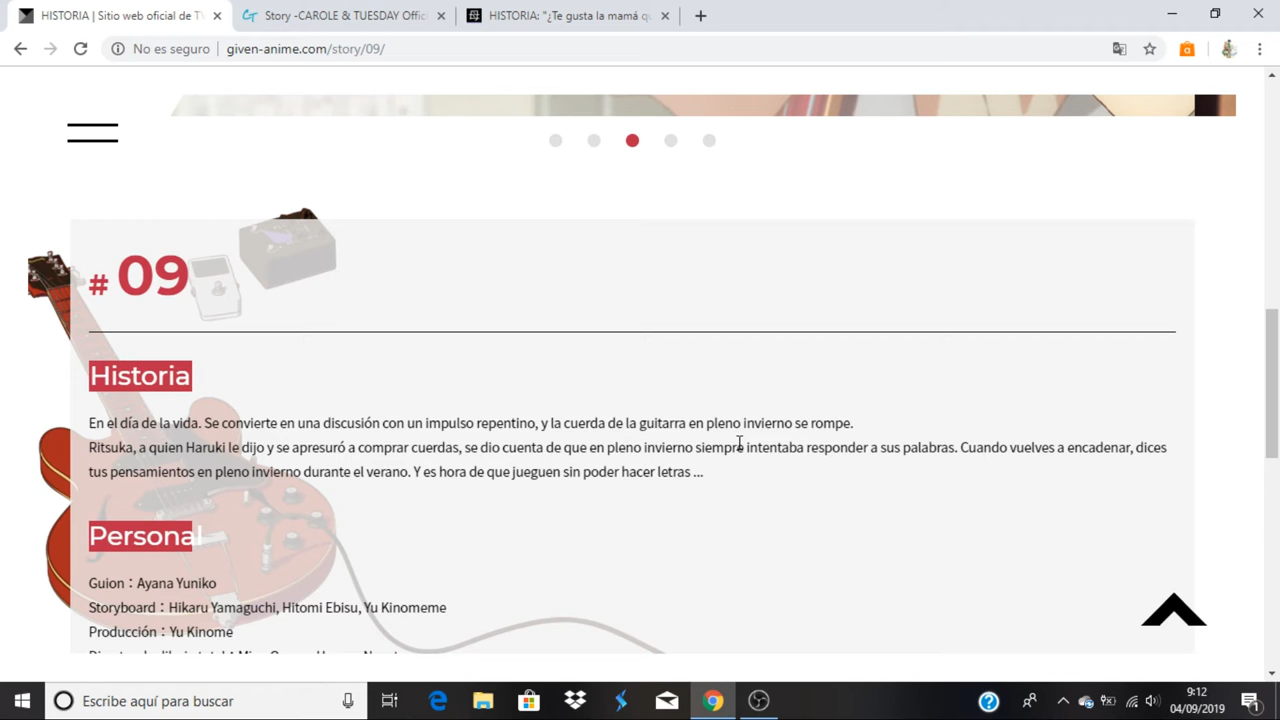 HISTORIA | Sitio web oficial de TV
Story -CAROLE & TUESDAY Offic
HISTORIA: "¿Te gusta la mamá qu
No es seguro
given-anime.com/story/09/
# 09
Historia
En el día de la vida. Se convierte en una discusión con un impulso repentino, y la cuerda de la guitarra en pleno invierno se rompe.
Ritsuka, a quien Haruki le dijo y se apresuró a comprar cuerdas, se dio cuenta de que en pleno invierno siempre intentaba responder a sus palabras. Cuando vuelves a encadenar, dices
tus pensamientos en pleno invierno durante el verano. Y es hora de que jueguen sin poder hacer letras ...
Personal
Guion：Ayana Yuniko
Storyboard：Hikaru Yamaguchi, Hitomi Ebisu, Yu Kinomeme
Producción：Yu Kinome
Escribe aquí para buscar
9:12
04/09/2019